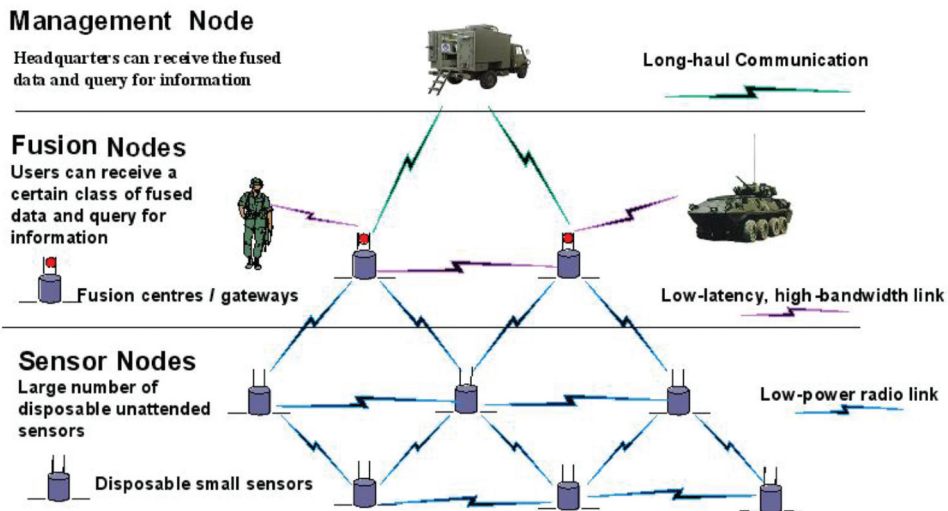 Management Node
Headquarters can receive the fused
data and query for information
Long-haul Communication
Fusion Nodes
Users can receive a
certain class of fused
data and query for
information
Fusion centres / gateways
Low-latency, high-bandwidth link
Sensor Nodes
Large number of
disposable unattended
sensors
Low-power radio link
Disposable small sensors